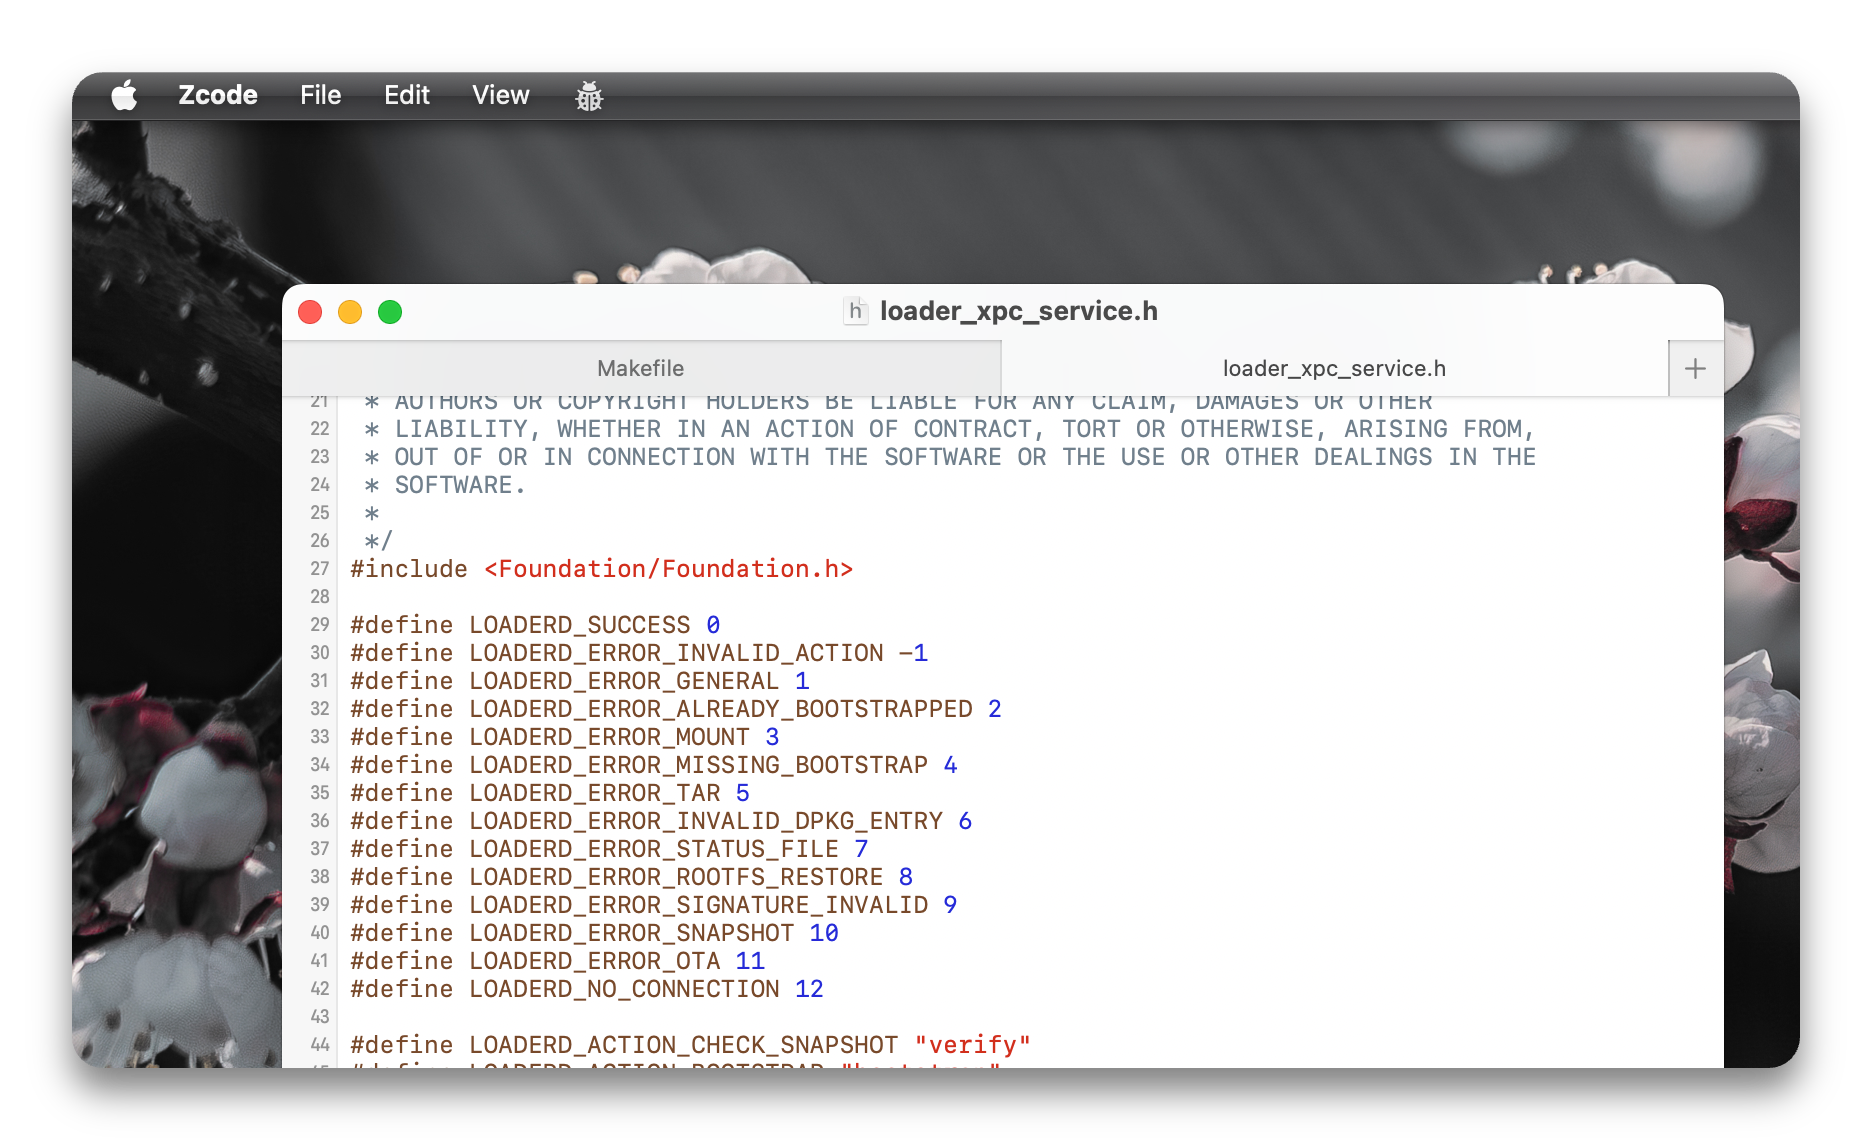 Zcode File Edit View
h loader_xpc_service.h
Makefile loader_xpc_service.h +
21 * AUTHORS OR COPYRIGHT HOLDERS BE LIABLE FOR ANY CLAIM, DAMAGES OR OTHER
22 * LIABILITY, WHETHER IN AN ACTION OF CONTRACT, TORT OR OTHERWISE, ARISING FROM,
23 * OUT OF OR IN CONNECTION WITH THE SOFTWARE OR THE USE OR OTHER DEALINGS IN THE
24 * SOFTWARE.
25 *
26 */
27 #include <Foundation/Foundation.h>
28
29 #define LOADERD_SUCCESS 0
30 #define LOADERD_ERROR_INVALID_ACTION -1
31 #define LOADERD_ERROR_GENERAL 1
32 #define LOADERD_ERROR_ALREADY_BOOTSTRAPPED 2
33 #define LOADERD_ERROR_MOUNT 3
34 #define LOADERD_ERROR_MISSING_BOOTSTRAP 4
35 #define LOADERD_ERROR_TAR 5
36 #define LOADERD_ERROR_INVALID_DPKG_ENTRY 6
37 #define LOADERD_ERROR_STATUS_FILE 7
38 #define LOADERD_ERROR_ROOTFS_RESTORE 8
39 #define LOADERD_ERROR_SIGNATURE_INVALID 9
40 #define LOADERD_ERROR_SNAPSHOT 10
41 #define LOADERD_ERROR_OTA 11
42 #define LOADERD_NO_CONNECTION 12
43
44 #define LOADERD_ACTION_CHECK_SNAPSHOT "verify"
45 #define LOADERD_ACTION_BOOTSTRAP "bootstrap"